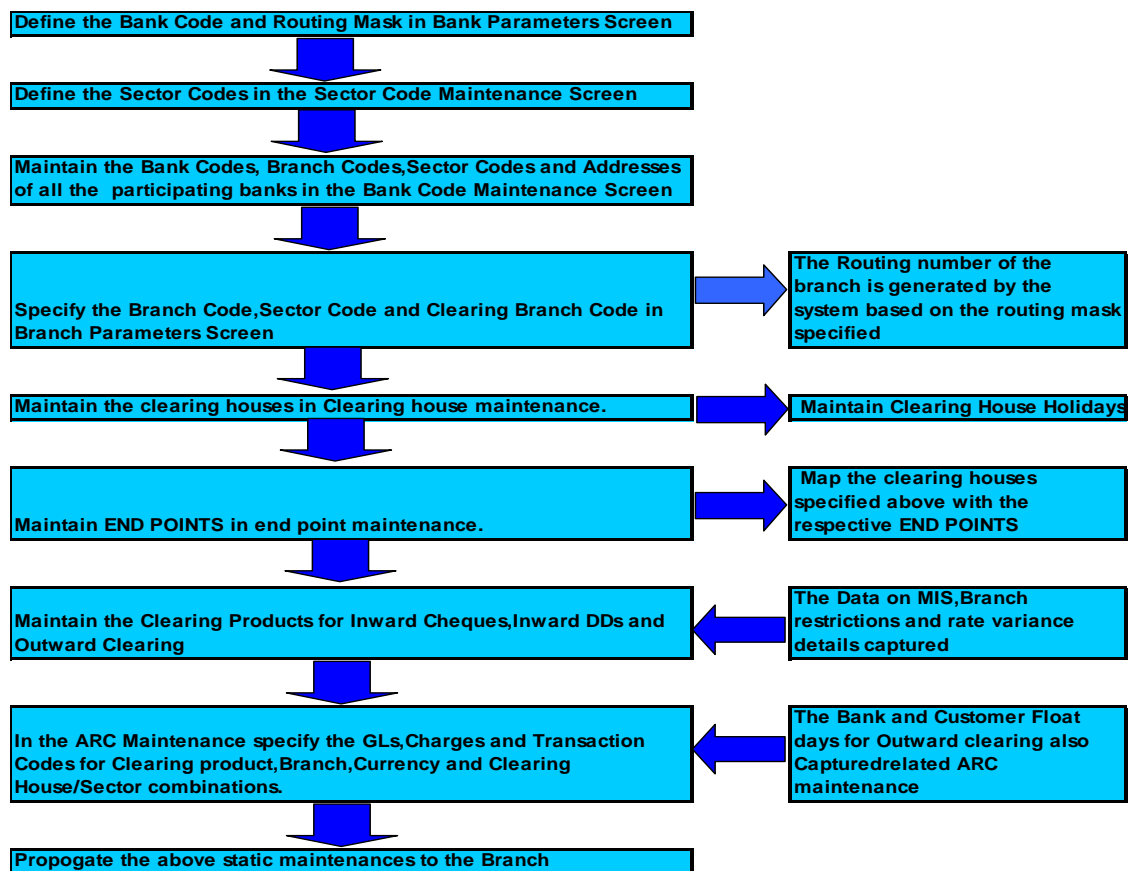 Define the Bank Code and Routing Mask in Bank Parameters Screen
Define the Sector Codes in the Sector Code Maintenance Screen
Maintain the Bank Codes, Branch Codes,Sector Codes and Addresses
of all the participating banks in the Bank Code Maintenance Screen
Specify the Branch Code,Sector Code and Clearing Branch Code in
Branch Parameters Screen
The Routing number of the
branch is generated by the
system based on the routing mask
specified
Maintain the clearing houses in Clearing house maintenance.
Maintain Clearing House Holidays
Maintain END POINTS in end point maintenance.
Map the clearing houses
specified above with the
respective END POINTS
Maintain the Clearing Products for Inward Cheques,Inward DDs and
Outward Clearing
The Data on MIS,Branch
restrictions and rate variance
details captured
In the ARC Maintenance specify the GLs,Charges and Transaction
Codes for Clearing product,Branch,Currency and Clearing
House/Sector combinations.
The Bank and Customer Float
days for Outward clearing also
Capturedrelated ARC
maintenance
Propogate the above static maintenances to the Branch